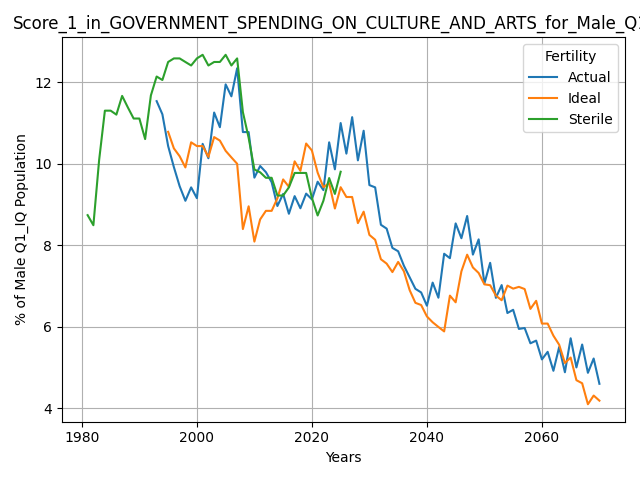 Score_1_in_GOVERNMENT_SPENDING_ON_CULTURE_AND_ARTS_for_Male_Q1
Fertility
Actual
Ideal
Sterile
% of Male Q1_IQ Population
12
10
8
6
4
1980 2000 2020 2040 2060
Years